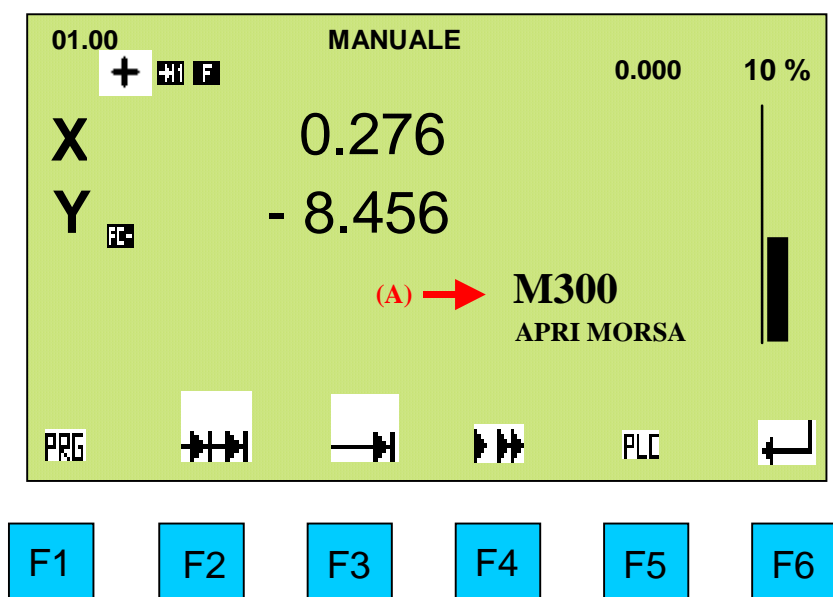 01.00 MANUALE
F 0.000 10 %
X 0.276
Y FC- - 8.456
(A) M300
APRI MORSA
PRG PLC
F1 F2 F3 F4 F5 F6